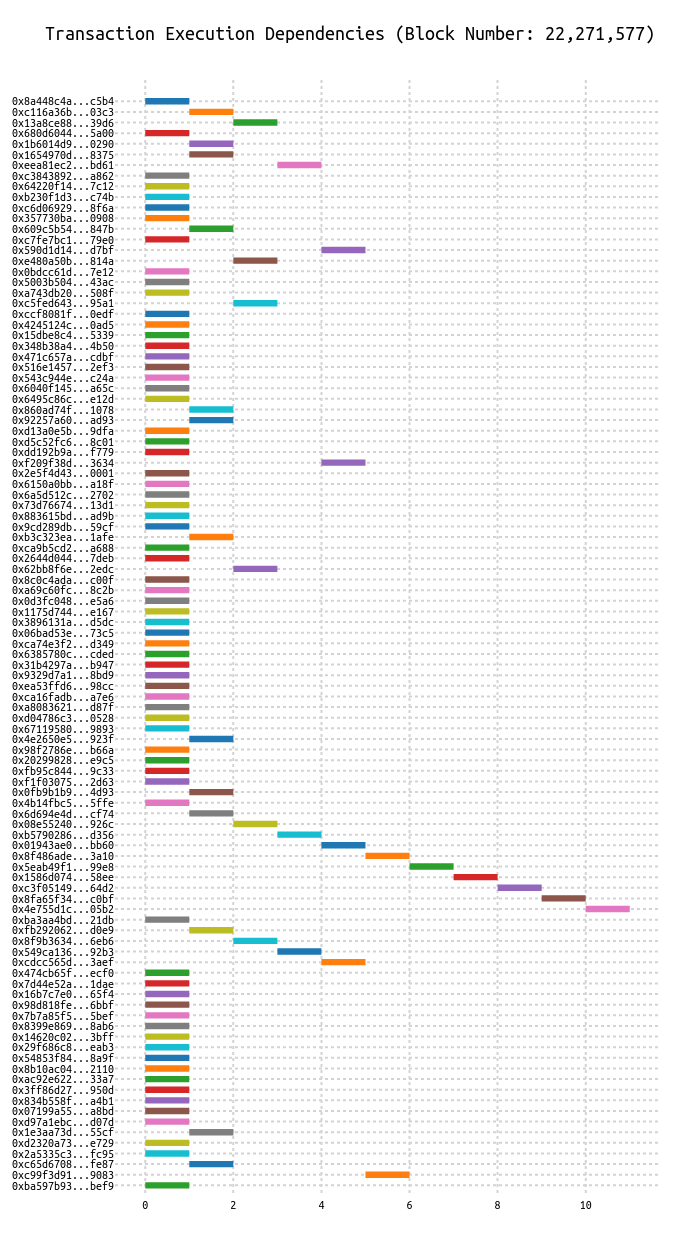 Transaction Execution Dependencies (Block Number: 22,271,577)
0x8a448c4a...c5b4
0xc116a36b...03c3
0x13a8ce88...39d6
0x680d6044...5a00
0x1b6014d9...0290
0x1654970d...8375
0xeea81ec2...bd61
0xc3843892...a862
0x64220f14...7c12
0xb230f1d3...c74b
0xc6d06929...8f6a
0x357730ba...0908
0x609c5b54...847b
0xc7fe7bc1...79e0
0x590d1d14...d7bf
0xe480a50b...814a
0x0bdcc61d...7e12
0x5003b504...43ac
0xa743db20...508f
0xc5fed643...95a1
0xccf8081f...0edf
0x4245124c...0ad5
0x15dbe8c4...5339
0x348b38a4...4b50
0x471c657a...cdbf
0x516e1457...2ef3
0x543c944e...c24a
0x6040f145...a65c
0x6495c86c...e12d
0x860ad74f...1078
0x92257a60...ad93
0xd13a0e5b...9dfa
0xd5c52fc6...8c01
0xdd192b9a...f779
0xf209f38d...3634
0x2e5f4d43...0001
0x6150a0bb...a18f
0x6a5d512c...2702
0x73d76674...13d1
0x883615bd...ad9b
0x9cd289db...59cf
0xb3c323ea...1afe
0xca9b5cd2...a688
0x2644d044...7deb
0x62bb8f6e...2edc
0x8c0c4ada...c00f
0xa69c60fc...8c2b
0x0d3fc048...e5a6
0x1175d744...e167
0x3896131a...d5dc
0x06bad53e...73c5
0xca74e3f2...d349
0x6385780c...cded
0x31b4297a...b947
0x9329d7a1...8bd9
0xea53ffd6...98cc
0xca16fadb...a7e6
0xa8083621...d87f
0xd04786c3...0528
0x67119580...9893
0x4e2650e5...923f
0x98f2786e...b66a
0x20299828...e9c5
0xfb95c844...9c33
0xf1f03075...2d63
0x0fb9b1b9...4d93
0x4b14fbc5...5ffe
0x6d694e4d...cf74
0x08e55240...926c
0xb5790286...d356
0x01943ae0...bb60
0x8f486ade...3a10
0x5eab49f1...99e8
0x1586d074...58ee
0xc3f05149...64d2
0x8fa65f34...c0bf
0x4e755d1c...05b2
0xba3aa4bd...21db
0xfb292062...d0e9
0x8f9b3634...6eb6
0x549ca136...92b3
0xcdcc565d...3aef
0x474cb65f...ecf0
0x7d44e52a...1dae
0x16b7c7e0...65f4
0x98d818fe...6bbf
0x7b7a85f5...5bef
0x8399e869...8ab6
0x14620c02...3bff
0x29f686c8...eab3
0x54853f84...8a9f
0x8b10ac04...2110
0xac92e622...33a7
0x3ff86d27...950d
0x834b558f...a4b1
0x07199a55...a8bd
0xd97a1ebc...d07d
0x1e3aa73d...55cf
0xd2320a73...e729
0x2a5335c3...fc95
0xc65d6708...fe87
0xc99f3d91...9083
0xba597b93...bef9
0 2 4 6 8 10